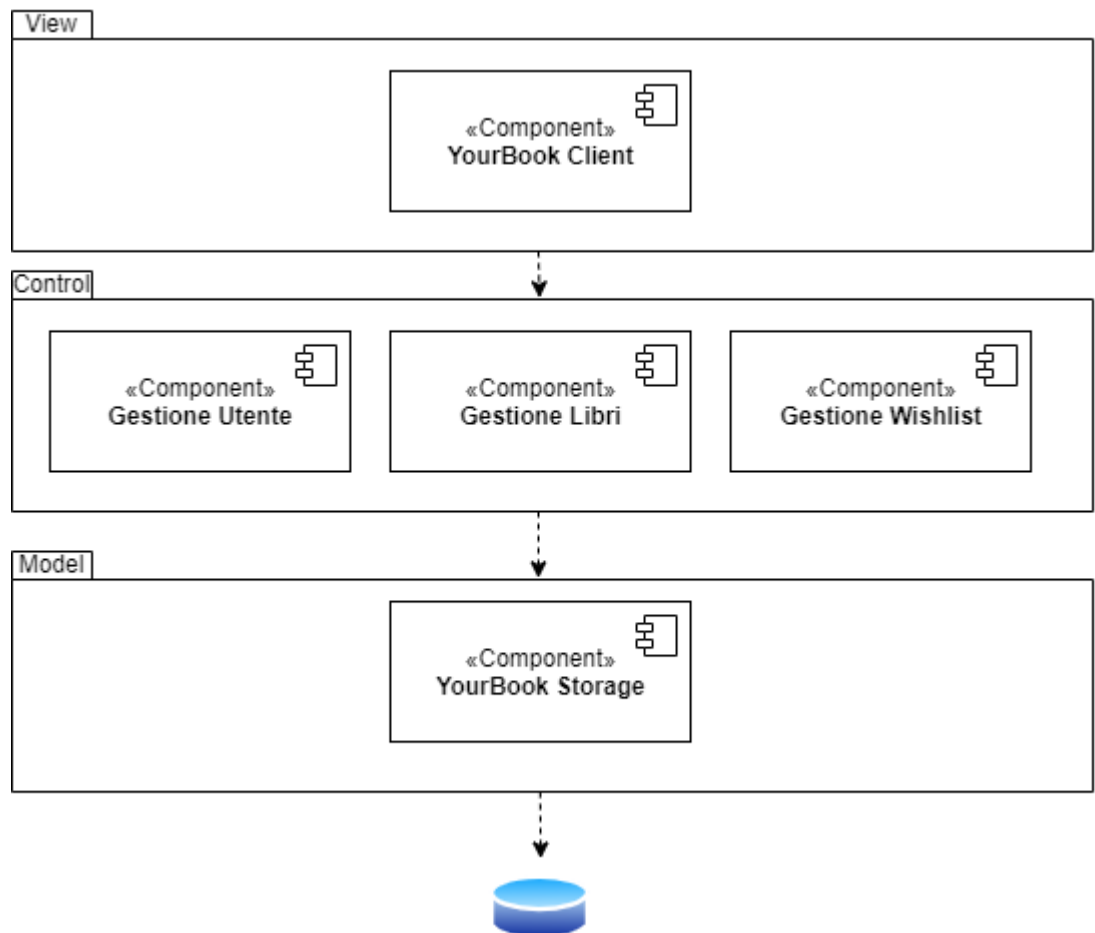 View
«Component»
YourBook Client
Control
«Component»
Gestione Utente
«Component»
Gestione Libri
«Component»
Gestione Wishlist
Model
«Component»
YourBook Storage